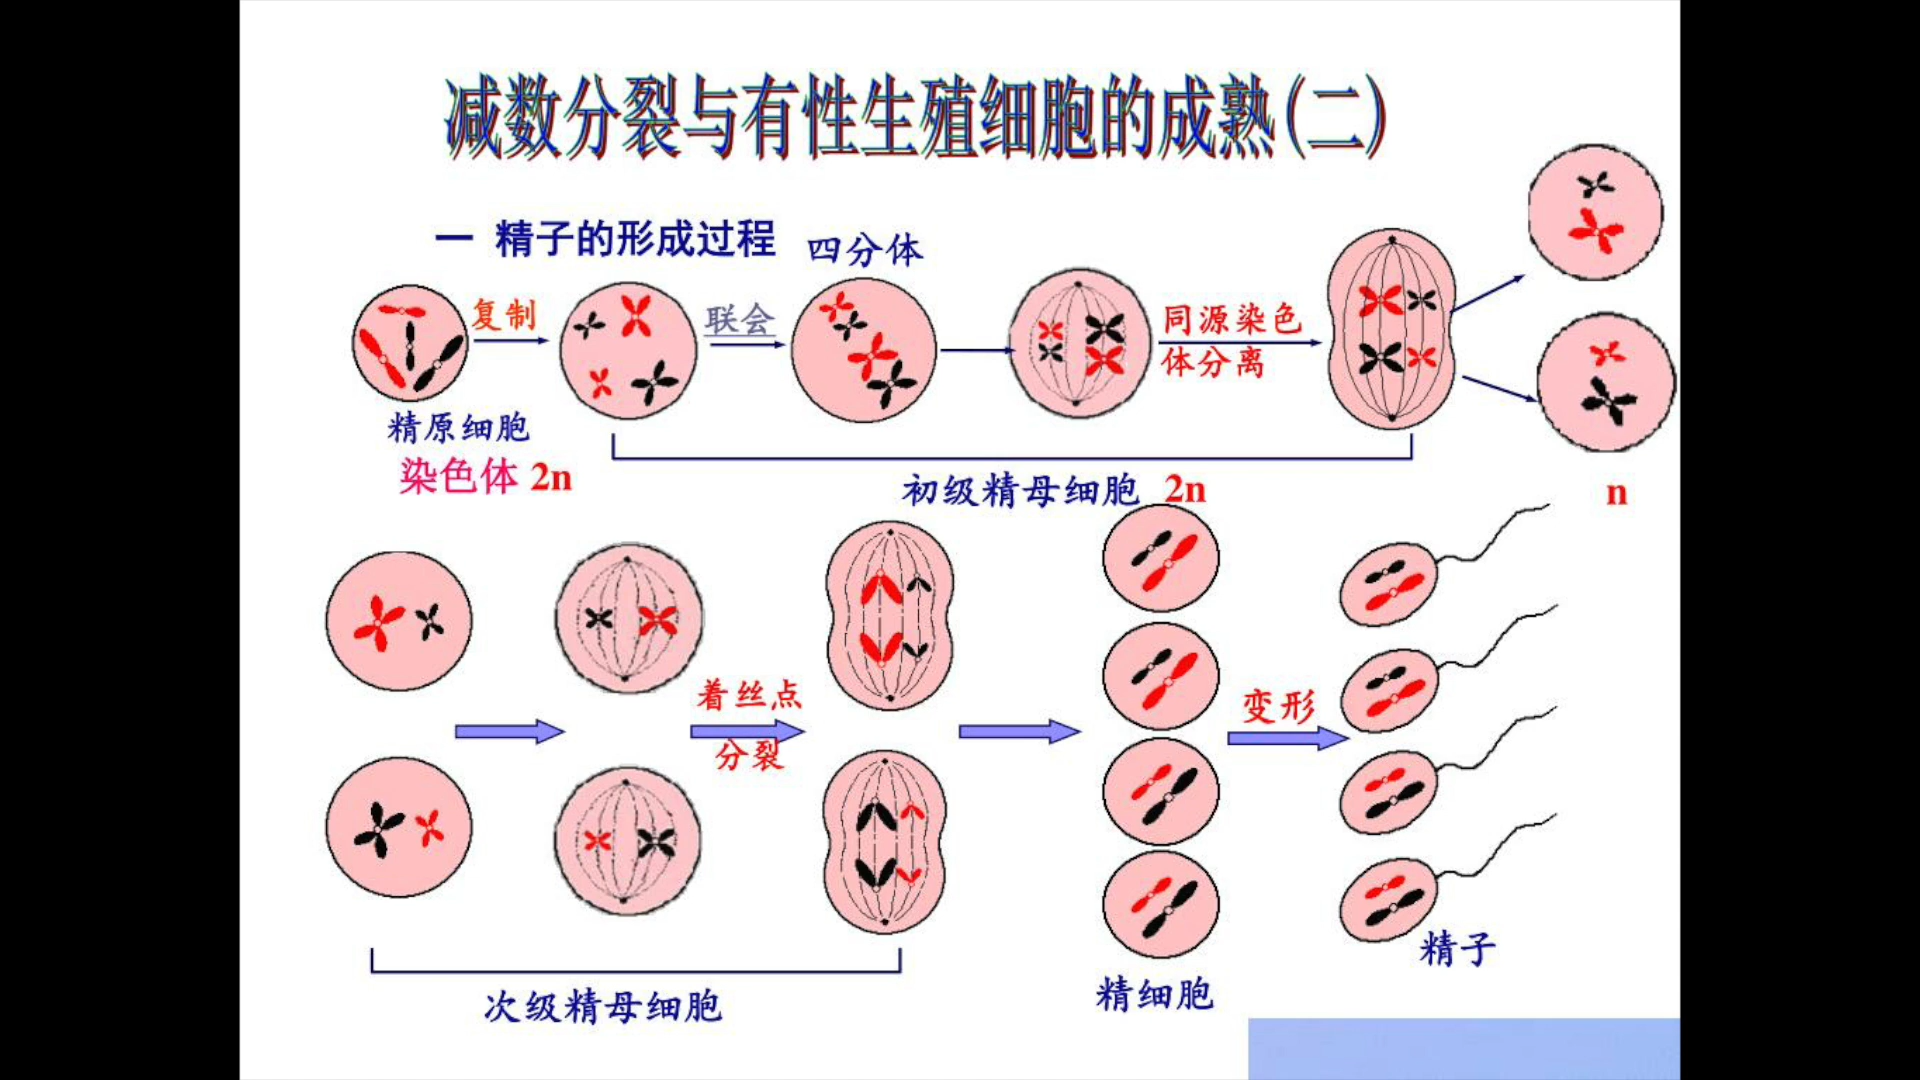 减数分裂与有性生殖细胞的成熟(二)
一 精子的形成过程
四分体
复制
联会
同源染色
体分离
精原细胞
染色体 2n
初级精母细胞 2n
n
着丝点
分裂
变形
次级精母细胞
精细胞
精子